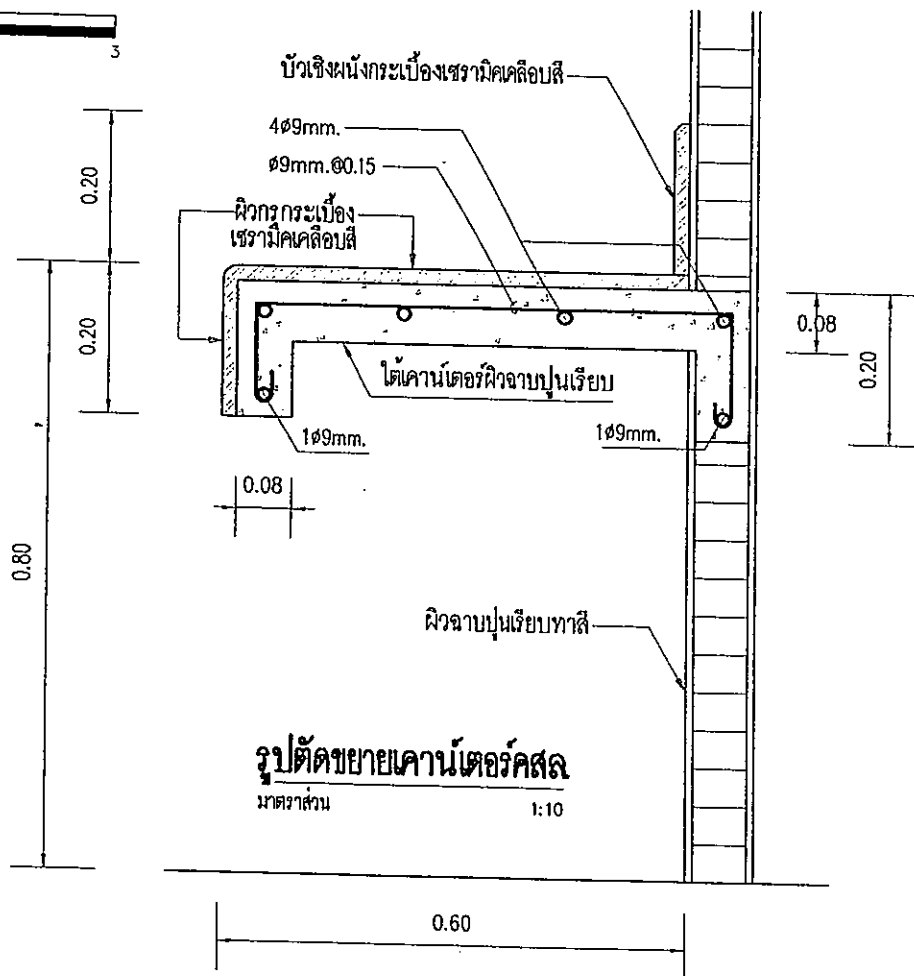 3
บัวเชิงผนังกระเบื้องเซรามิคเคลือบสี
4ø9mm.
ø9mm.@0.15
0.20
ผิวกรุกระเบื้อง
เซรามิคเคลือบสี
0.20
0.08
0.20
ใต้เคาน์เตอร์ผิวฉาบปูนเรียบ
1ø9mm.
1ø9mm.
0.08
0.80
ผิวฉาบปูนเรียบทาสี
รูปตัดขยายเคาน์เตอร์คสล
มาตราส่วน 1:10
0.60